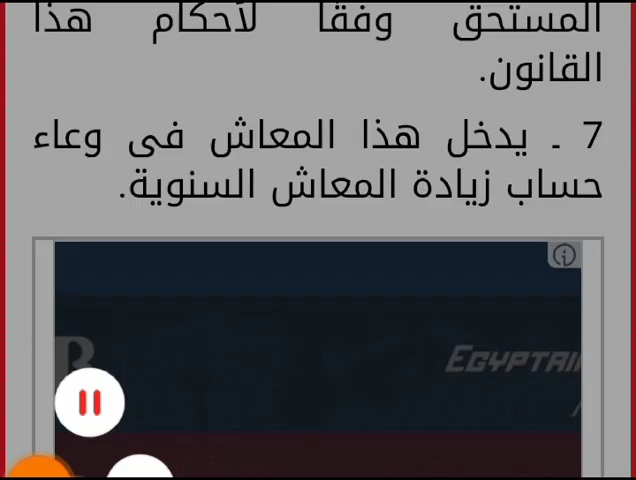 المستحق وفقا لأحكام هذا
القانون.
7 ـ يدخل هذا المعاش فى وعاء
حساب زيادة المعاش السنوية.
EGYPTAI